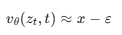 v_θ(z_t, t) ≈ x − ε